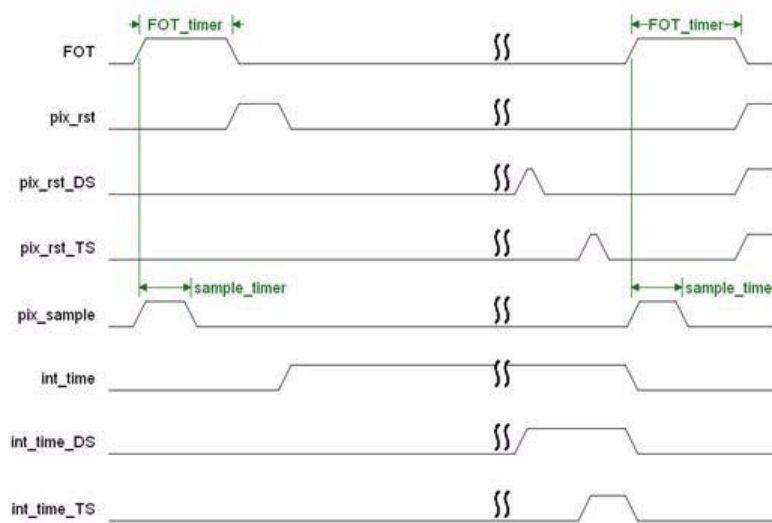 FOT_timer FOT_timer
FOT
pix_rst
pix_rst_DS
pix_rst_TS
sample_timer sample_time
pix_sample
int_time
int_time_DS
int_time_TS